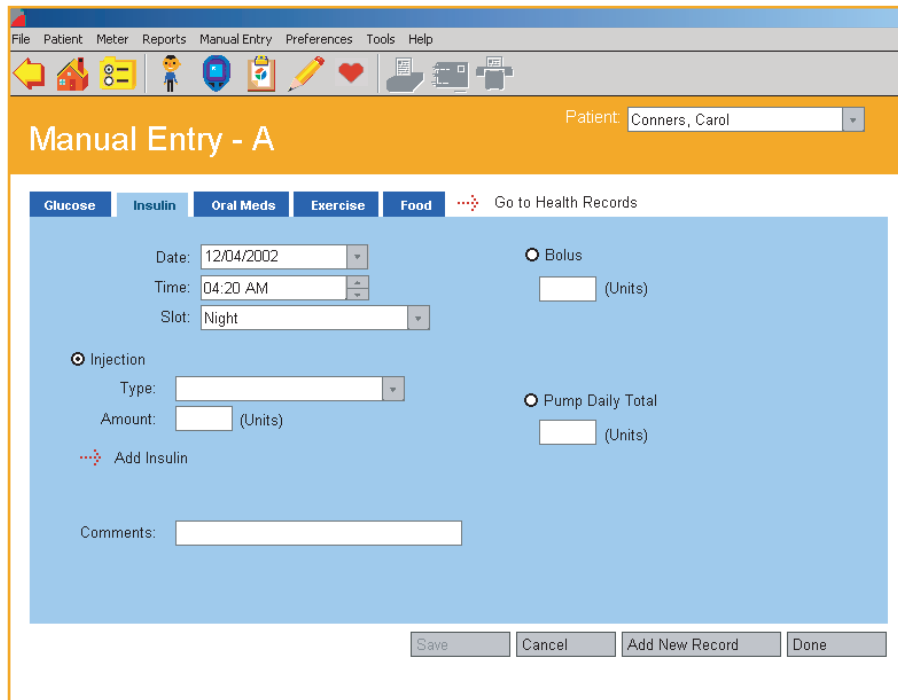 File Patient Meter Reports Manual Entry Preferences Tools Help
Patient: Conners, Carol
Manual Entry - A
Glucose Insulin Oral Meds Exercise Food Go to Health Records
Date: 12/04/2002
Time: 04:20 AM
Slot: Night
Bolus
(Units)
Injection
Type:
Amount: (Units)
Add Insulin
Pump Daily Total
(Units)
Comments:
Save Cancel Add New Record Done